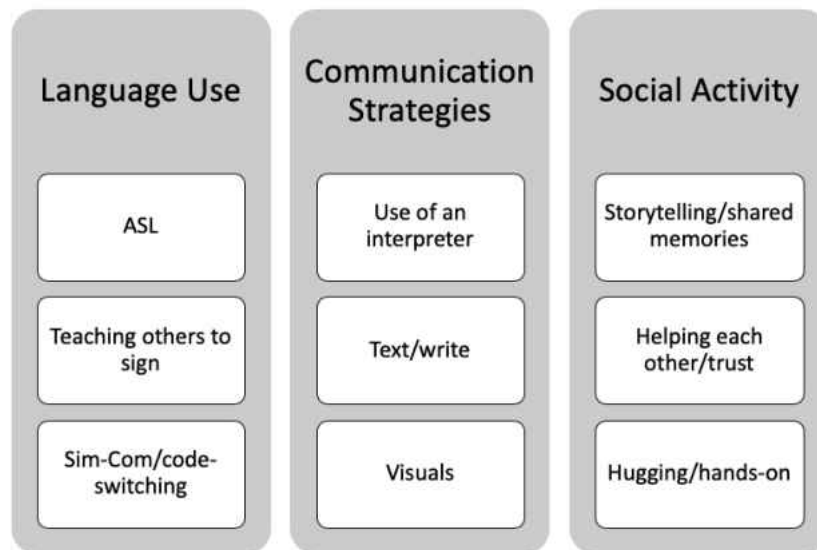 Language Use
ASL
Teaching others to
sign
Sim-Com/code-
switching
Communication
Strategies
Use of an
interpreter
Text/write
Visuals
Social Activity
Storytelling/shared
memories
Helping each
other/trust
Hugging/hands-on